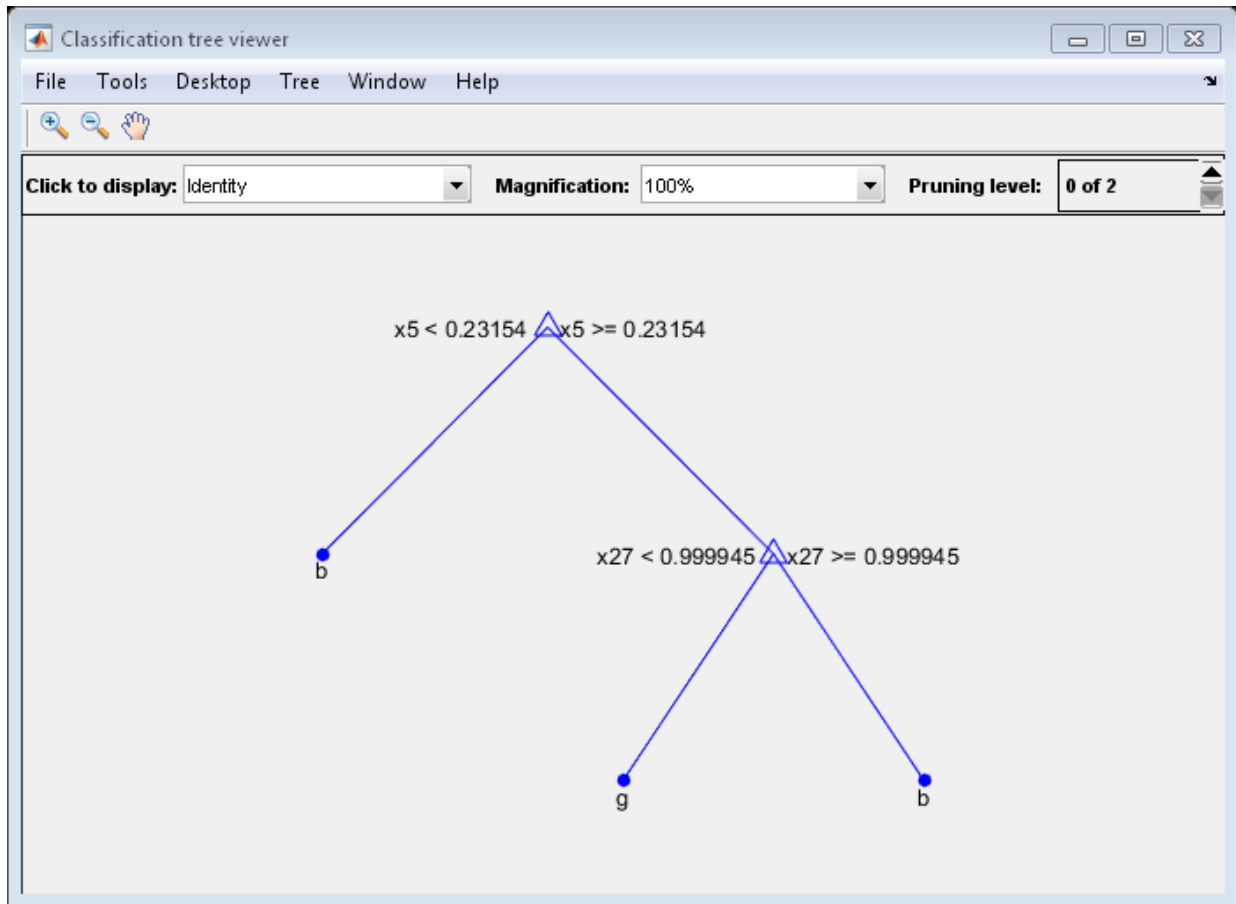 Classification tree viewer
File Tools Desktop Tree Window Help
Click to display: Identity Magnification: 100% Pruning level: 0 of 2
x5 < 0.23154 x5 >= 0.23154
b
x27 < 0.999945 x27 >= 0.999945
g b